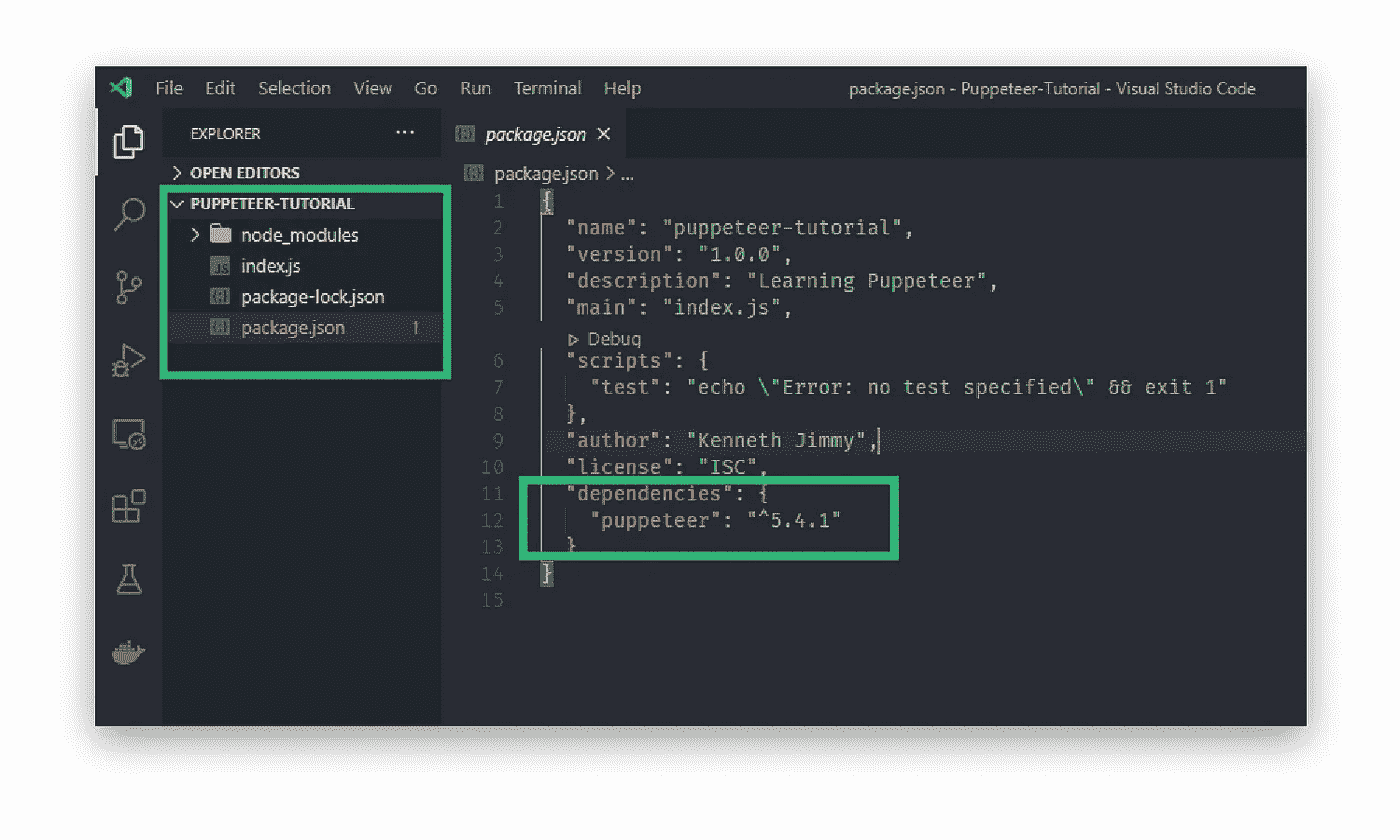 File Edit Selection View Go Run Terminal Help package.json - Puppeteer-Tutorial - Visual Studio Code
EXPLORER ...
OPEN EDITORS
PUPPETEER-TUTORIAL
node_modules
JS index.js
package-lock.json
package.json 1
package.json ×
package.json > ...
1 {
2 "name": "puppeteer-tutorial",
3 "version": "1.0.0",
4 "description": "Learning Puppeteer",
5 "main": "index.js",
Debug
6 "scripts": {
7 "test": "echo \"Error: no test specified\" && exit 1"
8 },
9 "author": "Kenneth Jimmy",
10 "license": "ISC",
11 "dependencies": {
12 "puppeteer": "^5.4.1"
13 }
14 }
15